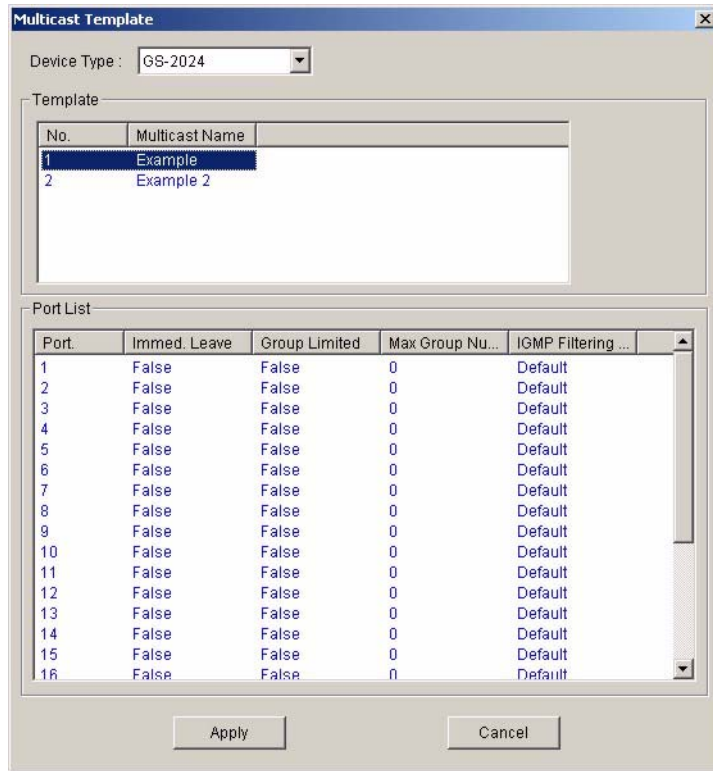 Multicast Template
Device Type : GS-2024
Template
No. Multicast Name
1 Example
2 Example 2
Port List
Port. Immed. Leave Group Limited Max Group Nu... IGMP Filtering ...
1 False False 0 Default
2 False False 0 Default
3 False False 0 Default
4 False False 0 Default
5 False False 0 Default
6 False False 0 Default
7 False False 0 Default
8 False False 0 Default
9 False False 0 Default
10 False False 0 Default
11 False False 0 Default
12 False False 0 Default
13 False False 0 Default
14 False False 0 Default
15 False False 0 Default
16 False False 0 Default
Apply Cancel